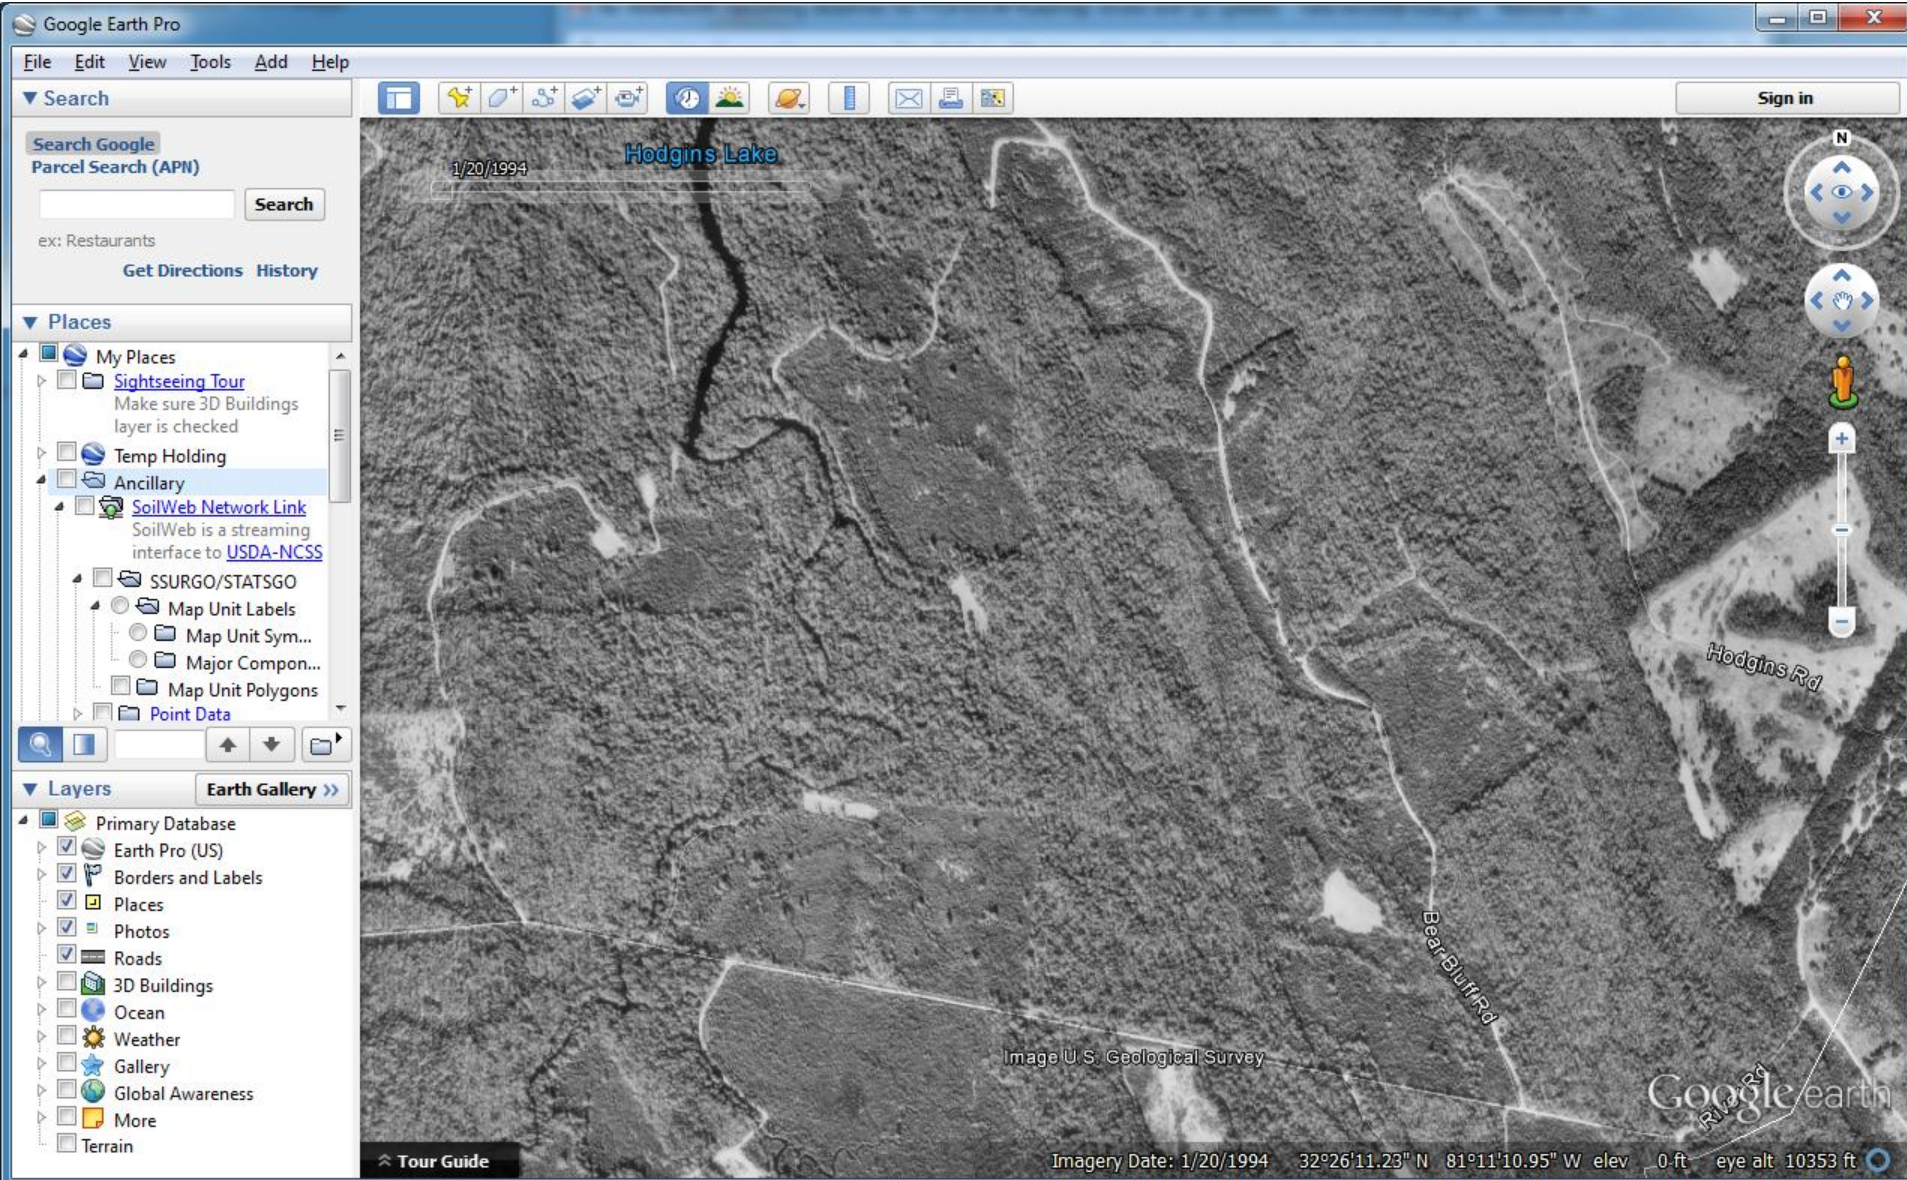 Google Earth Pro
File Edit View Tools Add Help
Search
Search Google
Parcel Search (APN)
Search
ex: Restaurants
Get Directions History
Places
My Places
Sightseeing Tour
Make sure 3D Buildings
layer is checked
Temp Holding
Ancillary
SoilWeb Network Link
SoilWeb is a streaming
interface to USDA-NCSS
SSURGO/STATSGO
Map Unit Labels
Map Unit Sym...
Major Compon...
Map Unit Polygons
Point Data
Layers
Earth Gallery >>
Primary Database
Earth Pro (US)
Borders and Labels
Places
Photos
Roads
3D Buildings
Ocean
Weather
Gallery
Global Awareness
More
Terrain
Sign in
1/20/1994
Hodgins Lake
N
Hodgins Rd
Bear Bluff Rd
Image U.S. Geological Survey
River Rd
Google earth
Tour Guide
Imagery Date: 1/20/1994 32°26'11.23" N 81°11'10.95" W elev 0 ft eye alt 10353 ft